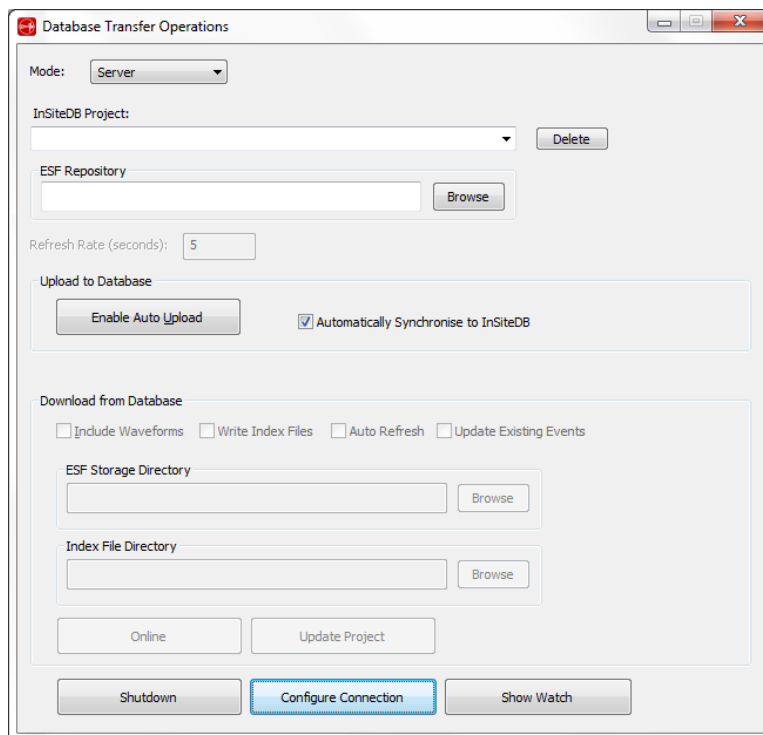 Database Transfer Operations
Mode: Server
InSiteDB Project:
Delete
ESF Repository
Browse
Refresh Rate (seconds): 5
Upload to Database
Enable Auto Upload Automatically Synchronise to InSiteDB
Download from Database
Include Waveforms Write Index Files Auto Refresh Update Existing Events
ESF Storage Directory
Browse
Index File Directory
Browse
Online Update Project
Shutdown Configure Connection Show Watch